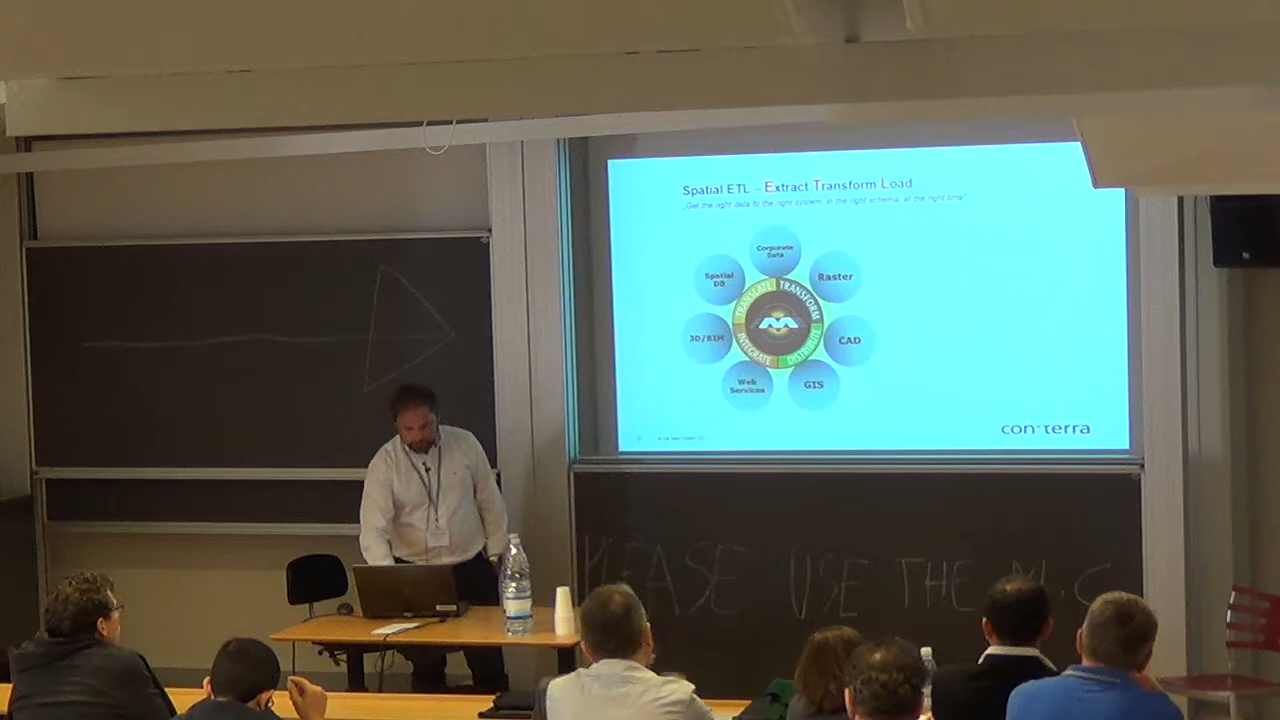 Spatial ETL – Extract Transform Load
„Get the right data to the right system, in the right schema, at the right time"
Corporate
Data
Spatial
DB
Raster
TRANSLATE
TRANSFORM
3D/BIM
CAD
INTEGRATE
DISTRIBUTE
Web
Services
GIS
con terra
PLEASE USE THE